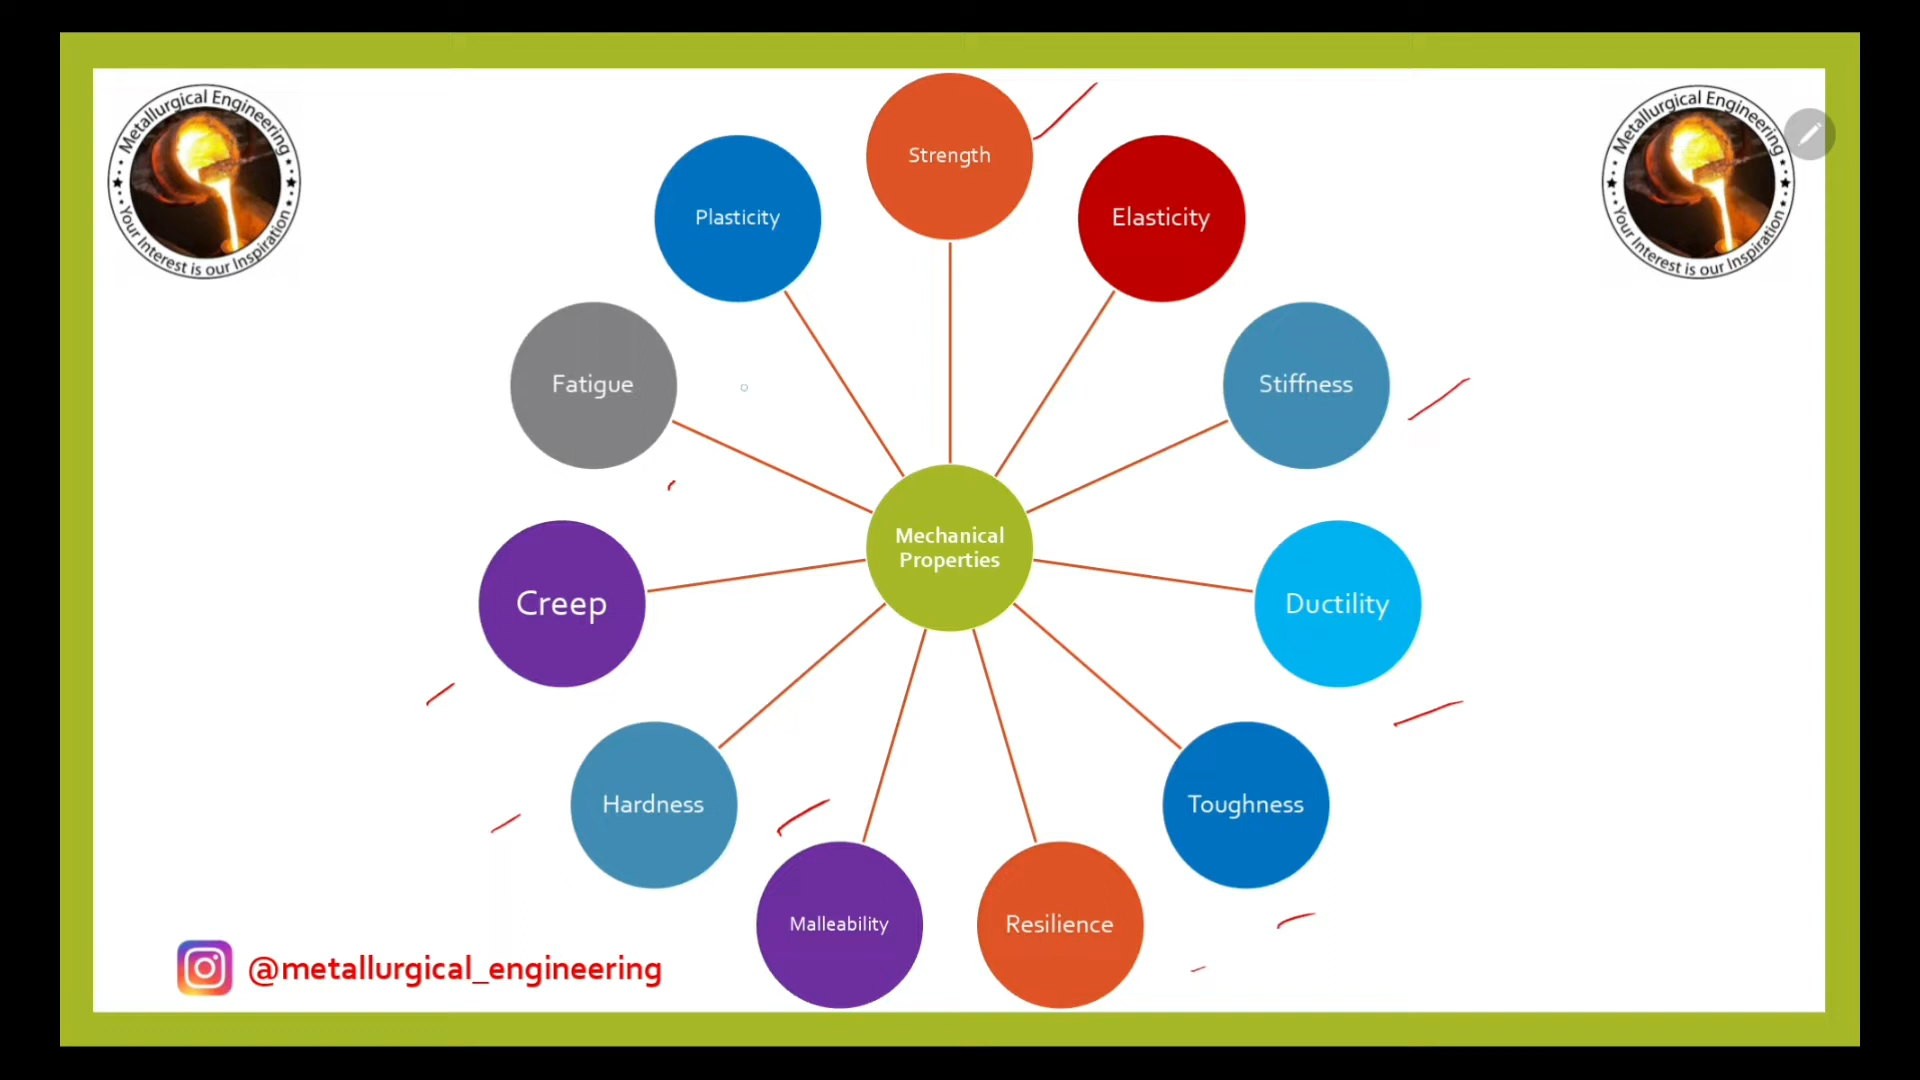 Metallurgical Engineering
Your Interest is our Inspiration
Metallurgical Engineering
Your Interest is our Inspiration
Strength
Plasticity
Elasticity
Fatigue
Stiffness
Mechanical
Properties
Creep
Ductility
Hardness
Toughness
Malleability
Resilience
@metallurgical_engineering